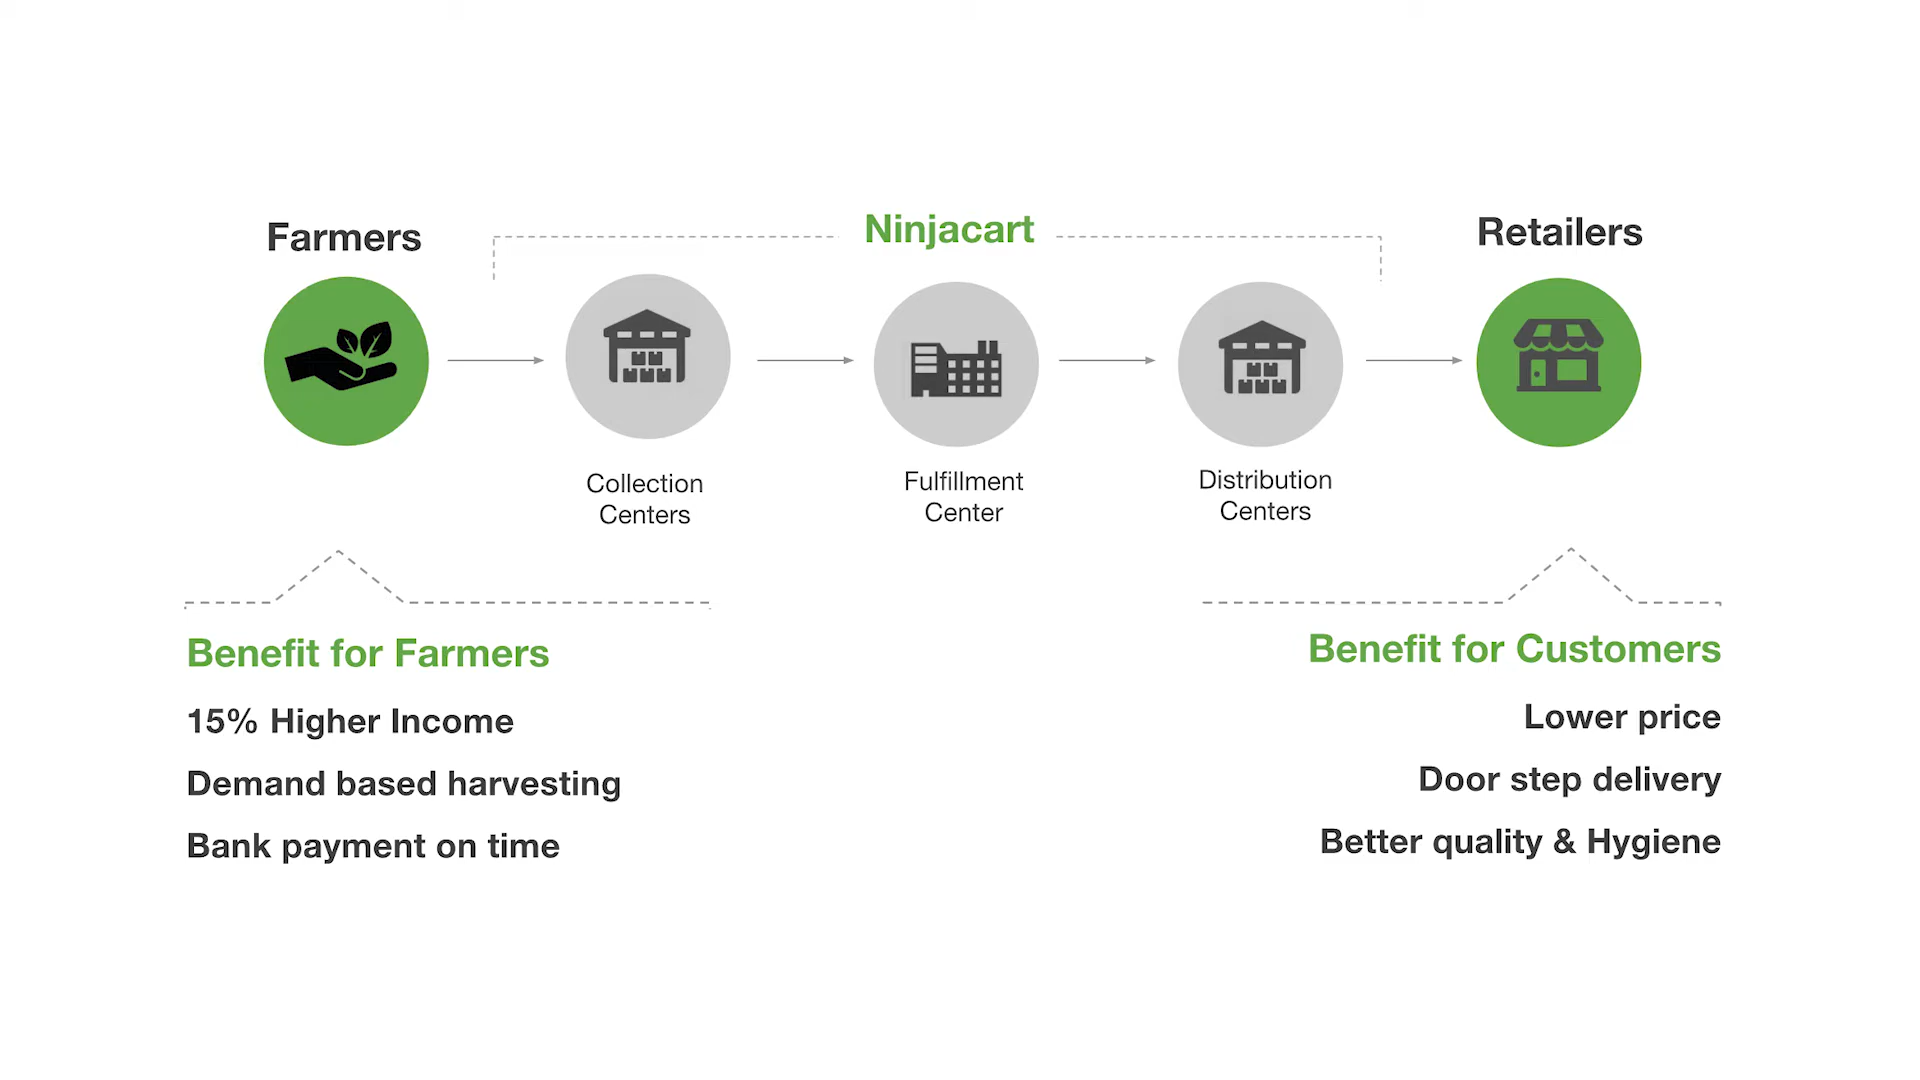 Farmers
Ninjacart
Retailers
Collection
Centers
Fulfillment
Center
Distribution
Centers
Benefit for Farmers
15% Higher Income
Demand based harvesting
Bank payment on time
Benefit for Customers
Lower price
Door step delivery
Better quality & Hygiene